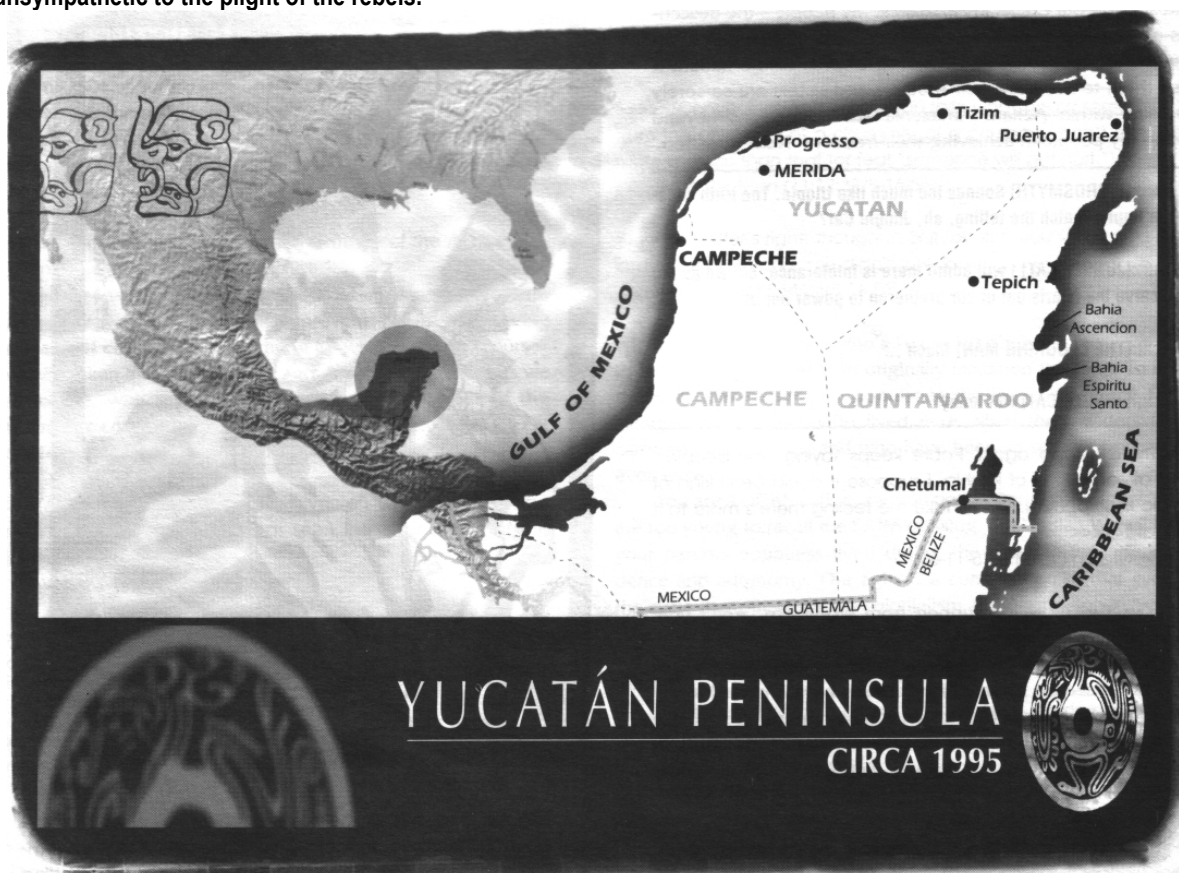 unsympathetic to the plight of the rebels.
Tizim
Puerto Juarez
Progresso
MERIDA
YUCATAN
CAMPECHE
Tepich
Bahia
Ascencion
GULF OF MEXICO
Bahia
Espiritu
Santo
CAMPECHE
QUINTANA ROO
Chetumal
CARIBBEAN SEA
MEXICO
BELIZE
MEXICO
GUATEMALA
YUCATÁN PENINSULA
CIRCA 1995